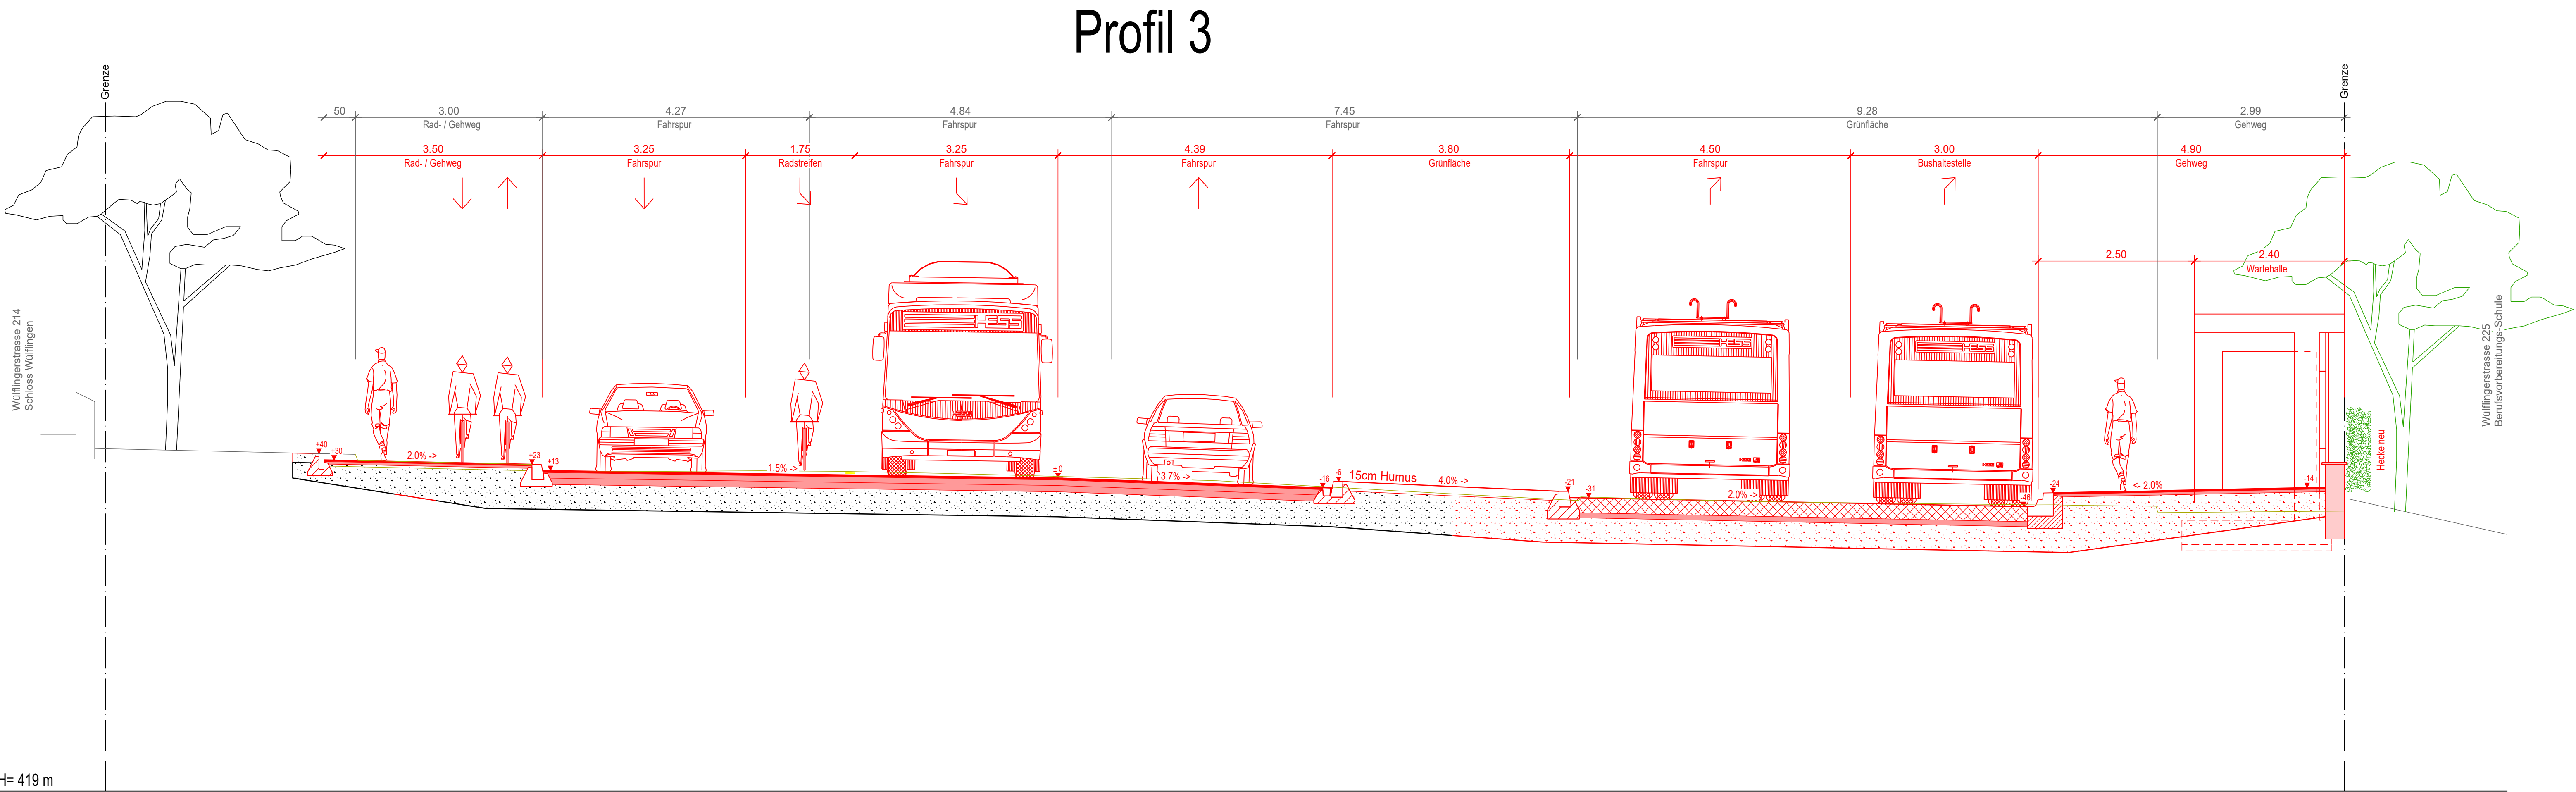 Profil 3
Grenze
Grenze
50
3.00
4.27
4.84
7.45
9.28
2.99
Rad- / Gehweg
Fahrspur
Fahrspur
Fahrspur
Grünfläche
Gehweg
3.50
3.25
1.75
3.25
4.39
3.80
4.50
3.00
4.90
Rad- / Gehweg
Fahrspur
Radstreifen
Fahrspur
Fahrspur
Grünfläche
Fahrspur
Bushaltestelle
Gehweg
2.50
2.40
Wartehalle
Wülflingerstrasse 214
Schloss Wülflingen
Wülflingerstrasse 225
Berufsvorbereitungs-Schule
HESS
HESS
HESS
Hecke neu
+40
+30
2.0% ->
+23
+13
1.5% ->
± 0
3.7% ->
-16
-6
15cm Humus
4.0% ->
-21
-31
2.0% ->
-46
-24
<- 2.0%
-14
H= 419 m